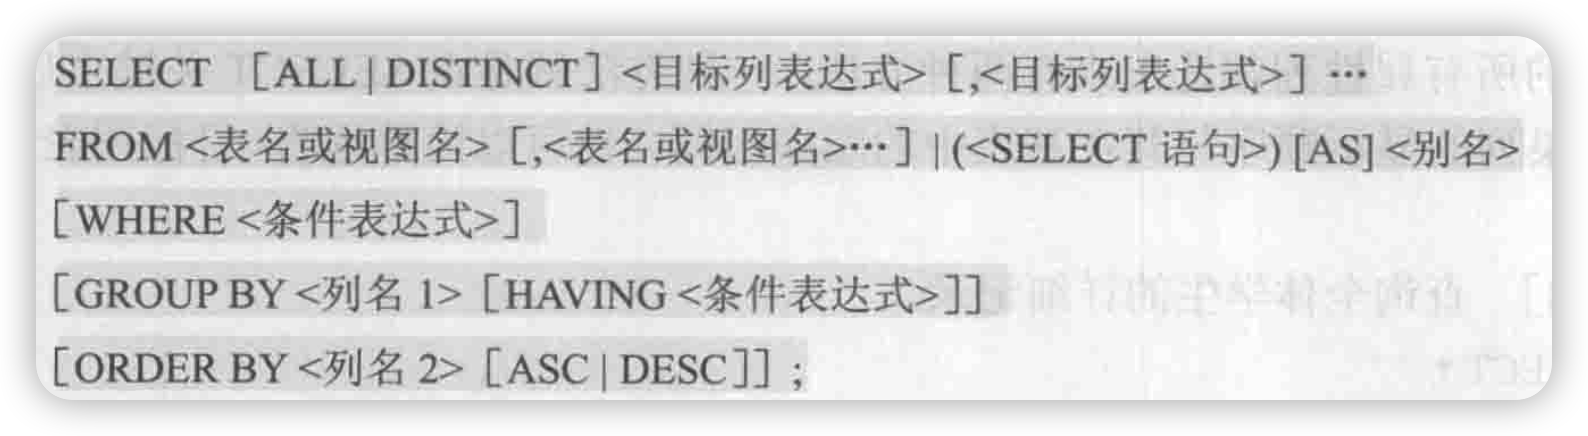 SELECT [ALL | DISTINCT] <目标列表达式> [,<目标列表达式>] …
FROM <表名或视图名> [,<表名或视图名>…] | (<SELECT 语句>) [AS] <别名>
[WHERE <条件表达式>]
[GROUP BY <列名 1> [HAVING <条件表达式>]]
[ORDER BY <列名 2> [ASC | DESC]] ;